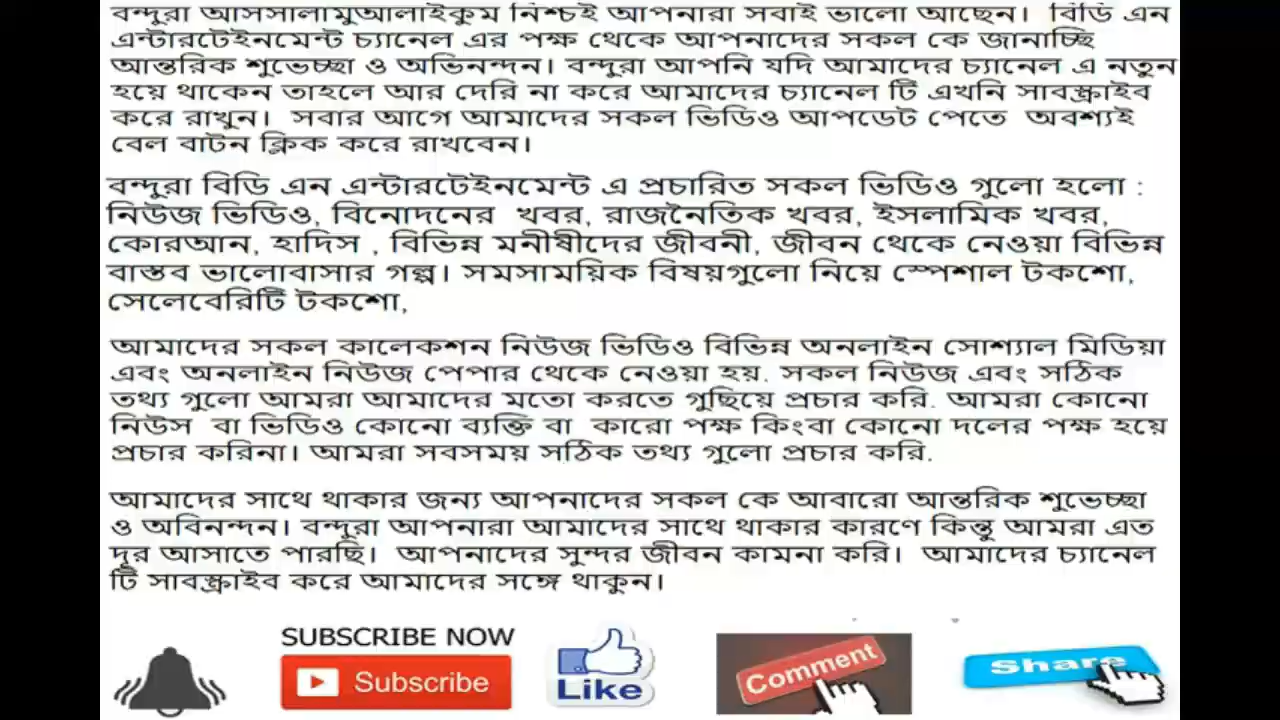 বন্দুরা আসসালামুআলাইকুম নিশ্চই আপনারা সবাই ভালো আছেন। বিডি এন
এন্টারটেইনমেন্ট চ্যানেল এর পক্ষ থেকে আপনাদের সকল কে জানাচ্ছি
আন্তরিক শুভেচ্ছা ও অভিনন্দন। বন্দুরা আপনি যদি আমাদের চ্যানেল এ নতুন
হয়ে থাকেন তাহলে আর দেরি না করে আমাদের চ্যানেল টি এখনি সাবস্ক্রাইব
করে রাখুন। সবার আগে আমাদের সকল ভিডিও আপডেট পেতে অবশ্যই
বেল বাটন ক্লিক করে রাখবেন।
বন্দুরা বিডি এন এন্টারটেইনমেন্ট এ প্রচারিত সকল ভিডিও গুলো হলো :
নিউজ ভিডিও, বিনোদনের খবর, রাজনৈতিক খবর, ইসলামিক খবর,
কোরআন, হাদিস , বিভিন্ন মনীষীদের জীবনী, জীবন থেকে নেওয়া বিভিন্ন
বাস্তব ভালোবাসার গল্প। সমসাময়িক বিষয়গুলো নিয়ে স্পেশাল টকশো,
সেলেবেরিটি টকশো,
আমাদের সকল কালেকশন নিউজ ভিডিও বিভিন্ন অনলাইন সোশ্যাল মিডিয়া
এবং অনলাইন নিউজ পেপার থেকে নেওয়া হয়. সকল নিউজ এবং সঠিক
তথ্য গুলো আমরা আমাদের মতো করতে গুছিয়ে প্রচার করি. আমরা কোনো
নিউস বা ভিডিও কোনো ব্যক্তি বা কারো পক্ষ কিংবা কোনো দলের পক্ষ হয়ে
প্রচার করিনা। আমরা সবসময় সঠিক তথ্য গুলো প্রচার করি.
আমাদের সাথে থাকার জন্য আপনাদের সকল কে আবারো আন্তরিক শুভেচ্ছা
ও অবিনন্দন। বন্দুরা আপনারা আমাদের সাথে থাকার কারণে কিন্তু আমরা এত
দূর আসাতে পারছি। আপনাদের সুন্দর জীবন কামনা করি। আমাদের চ্যানেল
টি সাবস্ক্রাইব করে আমাদের সঙ্গে থাকুন।
SUBSCRIBE NOW
Subscribe
Like
Comment
Share